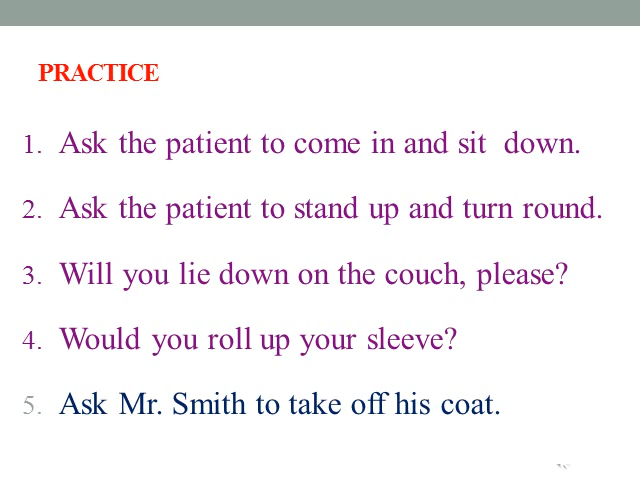 PRACTICE
1. Ask the patient to come in and sit down.
2. Ask the patient to stand up and turn round.
3. Will you lie down on the couch, please?
4. Would you roll up your sleeve?
5. Ask Mr. Smith to take off his coat.